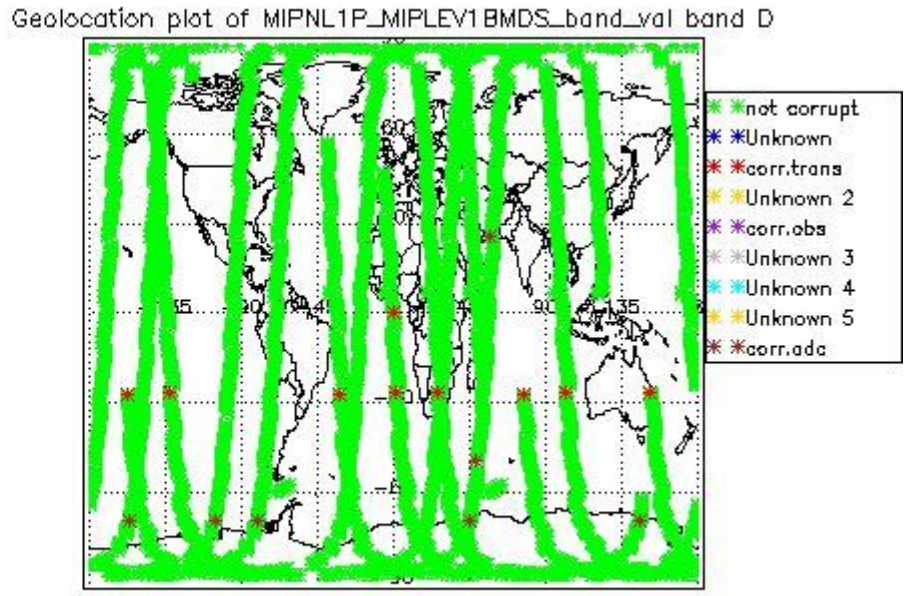 Geolocation plot of MIPNL1P_MIPLEV1BMDS_band_val band D
not corrupt
Unknown
corr.trans
Unknown 2
corr.obs
Unknown 3
Unknown 4
Unknown 5
corr.adc
60
90
135